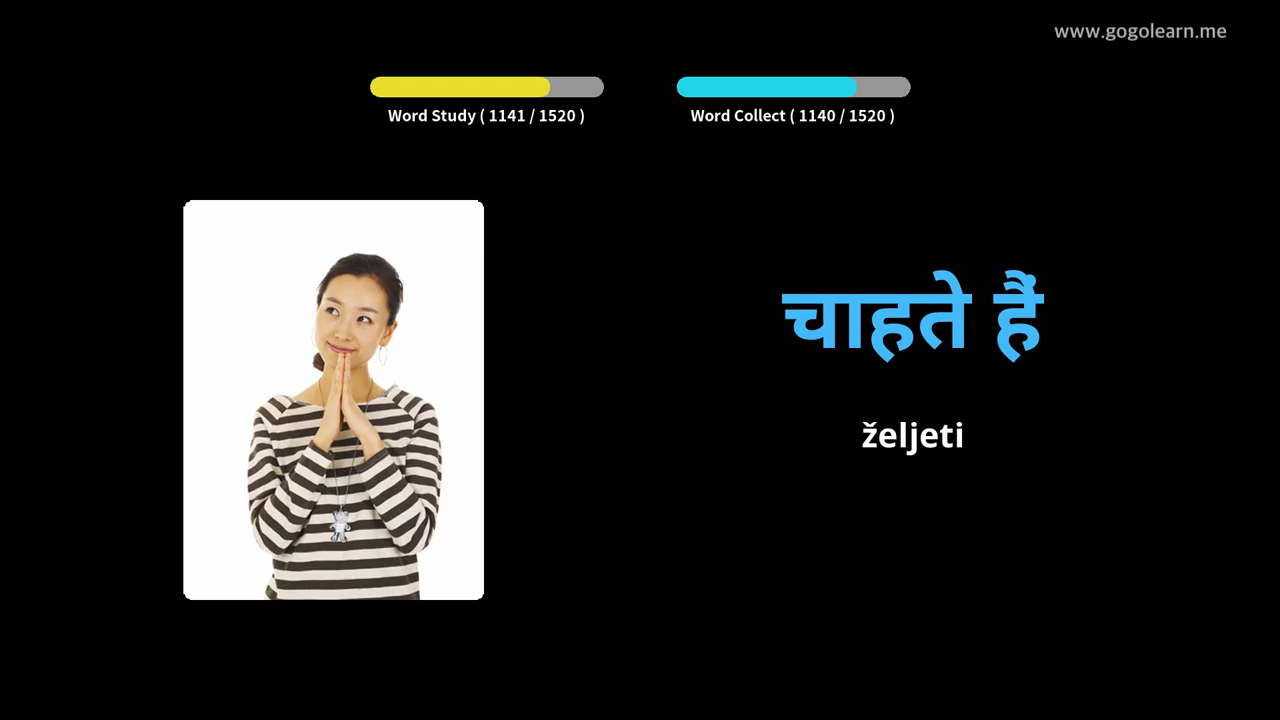 www.gogolearn.me
Word Study ( 1141 / 1520 )
Word Collect ( 1140 / 1520 )
चाहते हैं
željeti